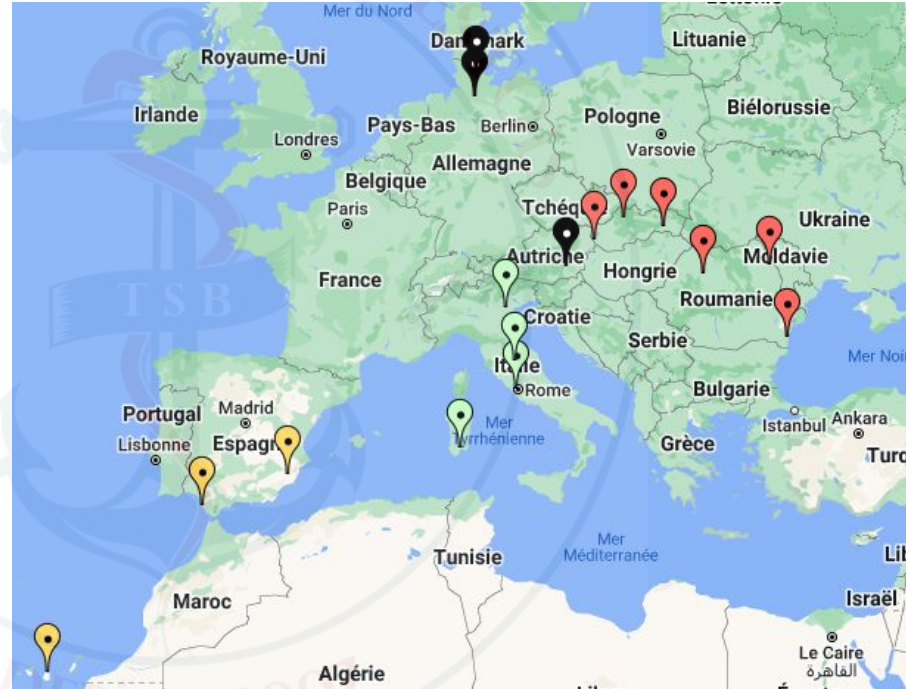 Mer du Nord
Danemark
Lituanie
Royaume-Uni
Irlande
Biélorussie
Pologne
Pays-Bas
Berlin
Londres
Varsovie
Allemagne
Belgique
Paris
Ukraine
Autriche
Moldavie
Hongrie
France
Roumanie
TSB
Croatie
Serbie
Mer Noi
Italie
Rome
Bulgarie
Portugal
Madrid
Istanbul
Ankara
Mer
Tyrrhénienne
Lisbonne
Espagn
Grèce
Turq
Mer
Méditerranée
Tunisie
Lib
Israël
Maroc
Le Caire
القاهرة
Algérie